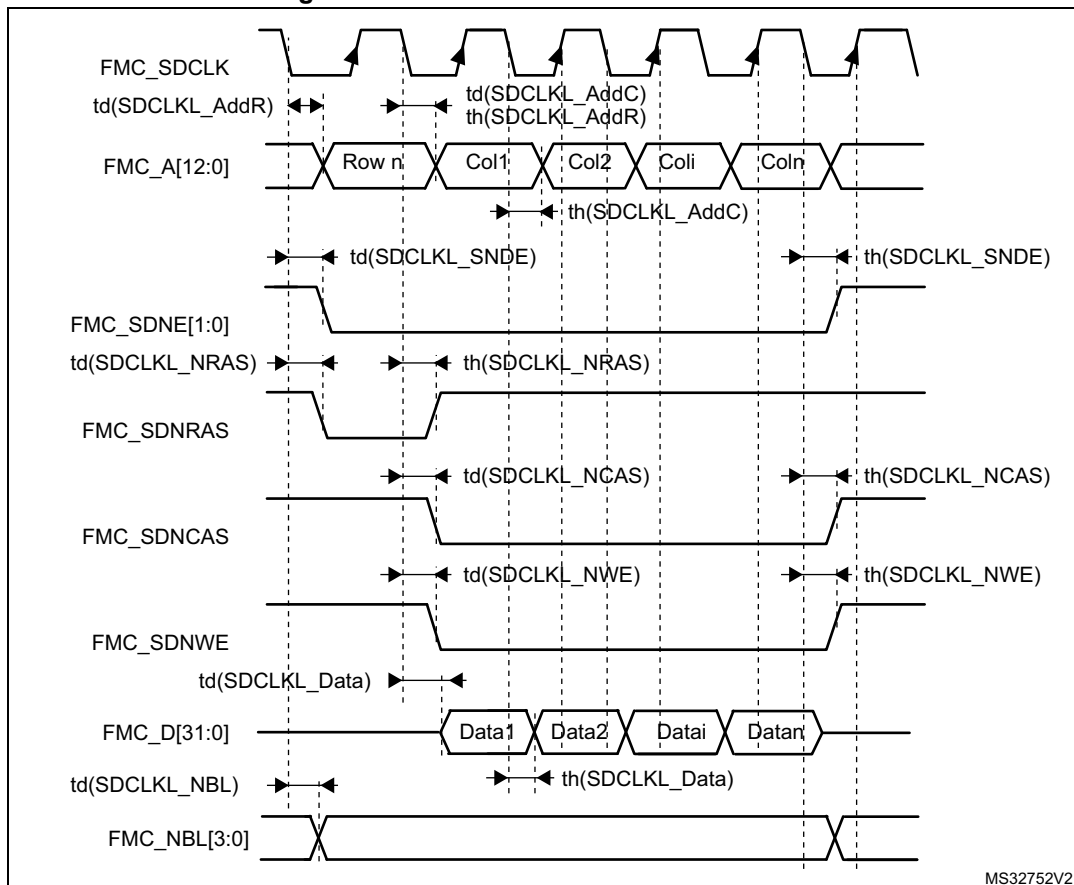 FMC_SDCLK
td(SDCLKL_AddR)
td(SDCLKL_AddC)
th(SDCLKL_AddR)
FMC_A[12:0]
Row n
Col1
Col2
Coli
Coln
th(SDCLKL_AddC)
td(SDCLKL_SNDE)
th(SDCLKL_SNDE)
FMC_SDNE[1:0]
td(SDCLKL_NRAS)
th(SDCLKL_NRAS)
FMC_SDNRAS
td(SDCLKL_NCAS)
th(SDCLKL_NCAS)
FMC_SDNCAS
td(SDCLKL_NWE)
th(SDCLKL_NWE)
FMC_SDNWE
td(SDCLKL_Data)
FMC_D[31:0]
Data1
Data2
Datai
Datan
th(SDCLKL_Data)
td(SDCLKL_NBL)
FMC_NBL[3:0]
MS32752V2